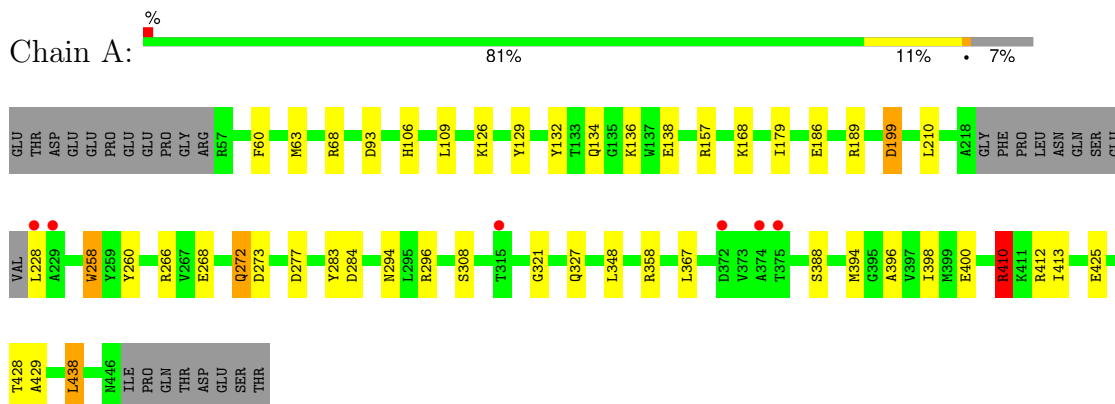 %
Chain A:
81% 11% • 7%
GLU THR ASP GLU GLU PRO GLU GLU PRO GLY ARG R57 F60 M63 R68 D93 H106 L109 K126 Y129 Y132 T133 Q134 G135 K136 W137 E138 R157 K168 I179 E186 R189 D199 L210 A218 GLY PHE PRO LEU ASN GLN SER GLU
VAL L228 A229 W258 Y259 Y260 R266 V267 E268 Q272 D273 D277 Y283 D284 N294 L295 R296 S308 T315 G321 Q327 L348 R358 L367 D372 V373 A374 T375 S388 M394 G395 A396 V397 I398 M399 E400 R410 K411 R412 I413 E425
T428 A429 L438 N446 ILE PRO GLN THR ASP GLU SER THR